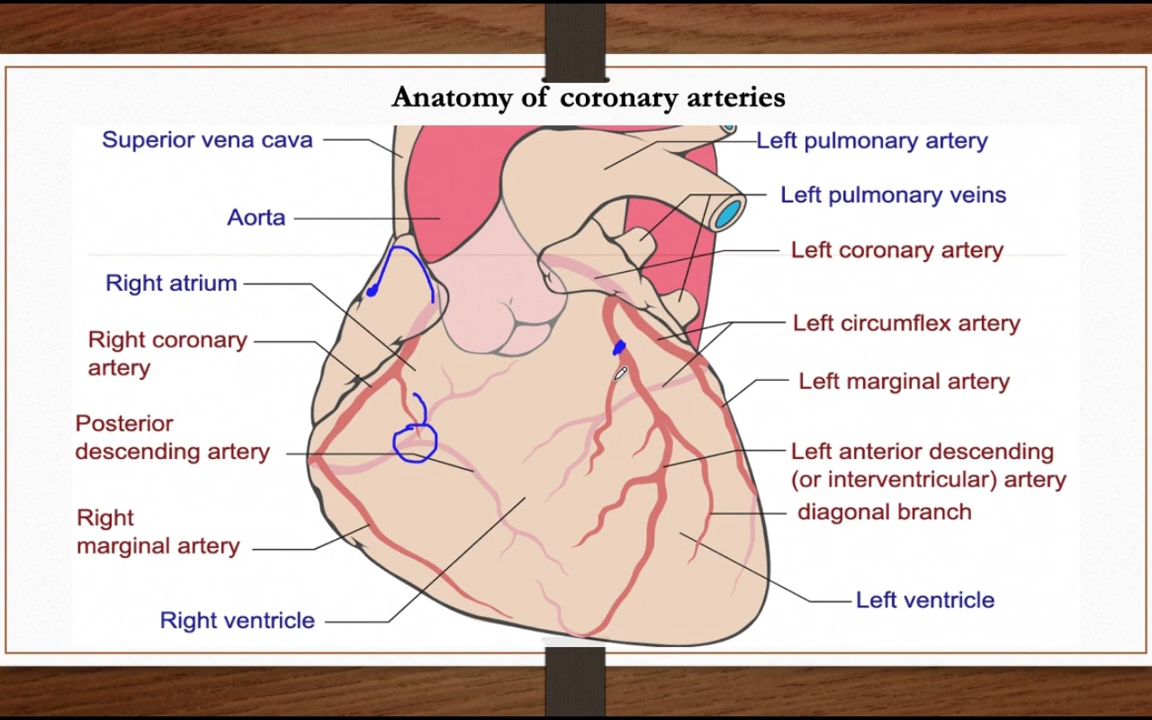 Anatomy of coronary arteries
Superior vena cava
Left pulmonary artery
Left pulmonary veins
Aorta
Left coronary artery
Right atrium
Left circumflex artery
Right coronary
artery
Left marginal artery
Posterior
descending artery
Left anterior descending
(or interventricular) artery
diagonal branch
Right
marginal artery
Left ventricle
Right ventricle